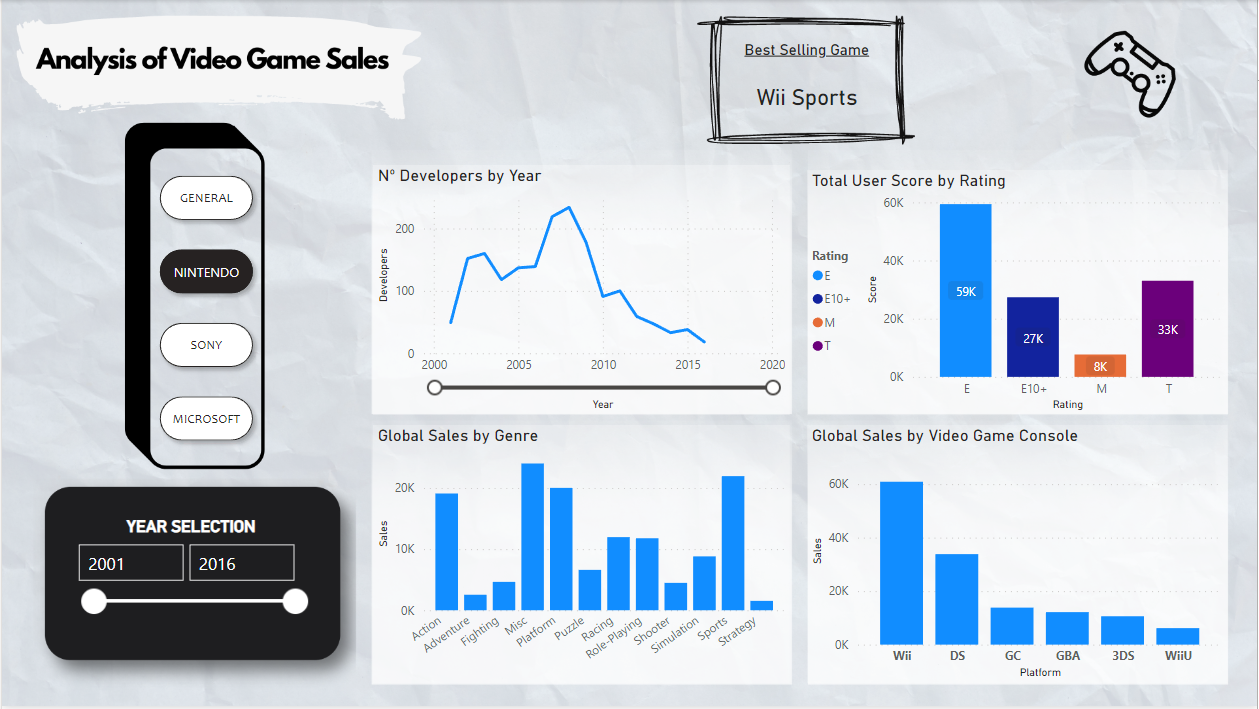 Analysis of Video Game Sales
Best Selling Game
Wii Sports
GENERAL
NINTENDO
SONY
MICROSOFT
YEAR SELECTION
2001 2016
Nº Developers by Year
Developers
200
100
0
2000 2005 2010 2015 2020
Year
Total User Score by Rating
Rating
E
E10+
M
T
Score
60K
40K
20K
0K
59K
27K
8K
33K
E E10+ M T
Rating
Global Sales by Genre
Sales
20K
10K
0K
Action Adventure Fighting Misc Platform Puzzle Racing Role-Playing Shooter Simulation Sports Strategy
Global Sales by Video Game Console
Sales
60K
40K
20K
0K
Wii DS GC GBA 3DS WiiU
Platform